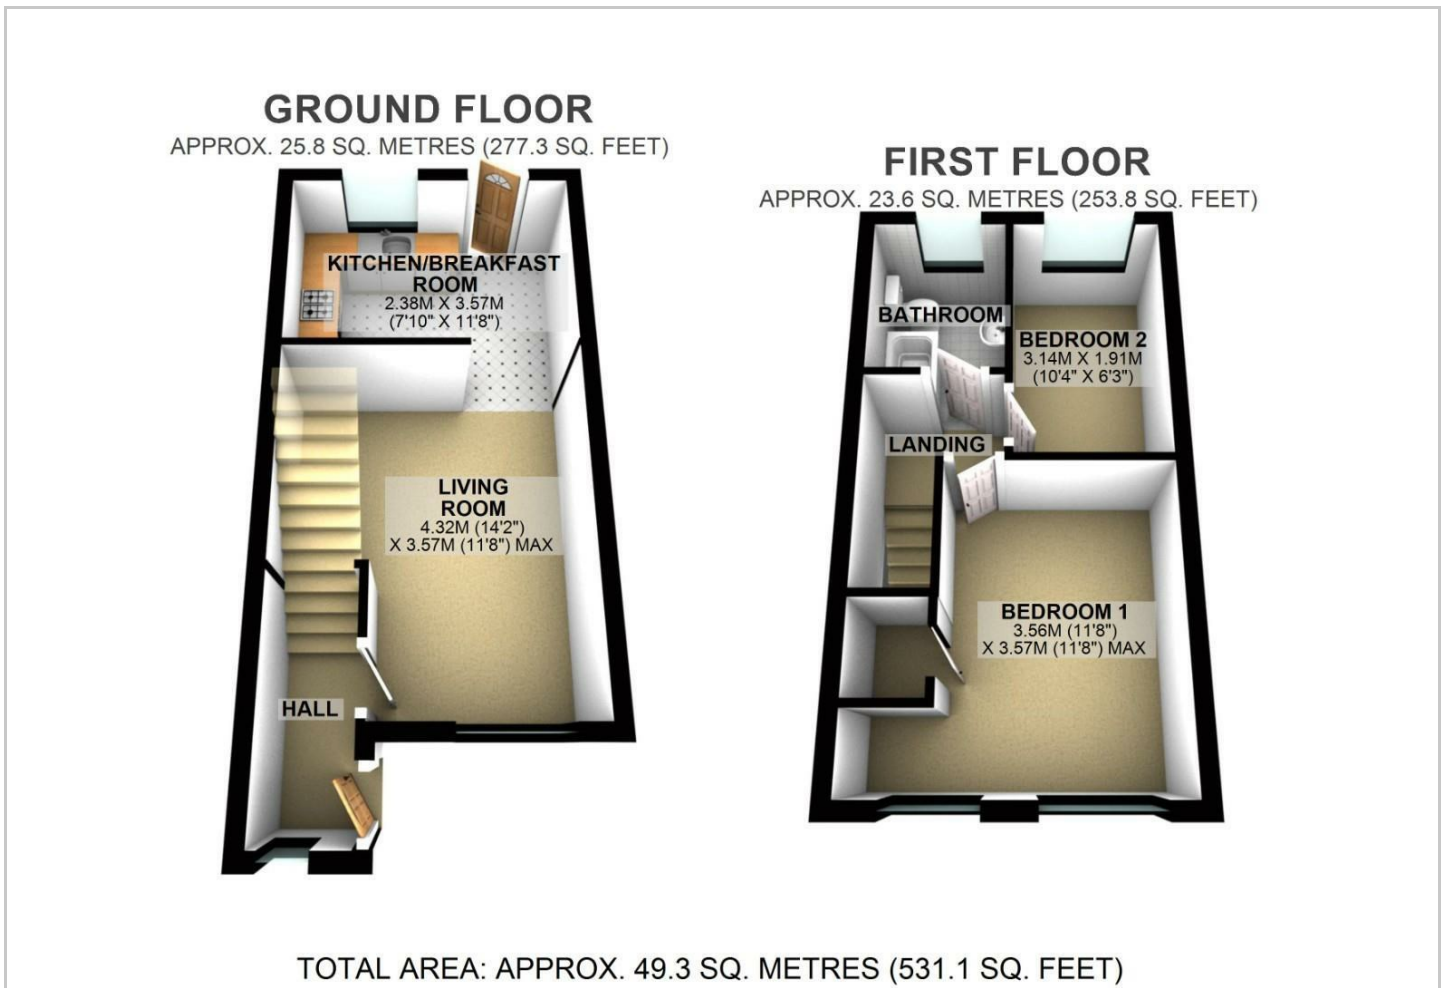 GROUND FLOOR
APPROX. 25.8 SQ. METRES (277.3 SQ. FEET)
KITCHEN/BREAKFAST
ROOM
2.38M X 3.57M
(7'10" X 11'8")
LIVING
ROOM
4.32M (14'2")
X 3.57M (11'8") MAX
HALL
FIRST FLOOR
APPROX. 23.6 SQ. METRES (253.8 SQ. FEET)
BATHROOM
BEDROOM 2
3.14M X 1.91M
(10'4" X 6'3")
LANDING
BEDROOM 1
3.56M (11'8")
X 3.57M (11'8") MAX
TOTAL AREA: APPROX. 49.3 SQ. METRES (531.1 SQ. FEET)